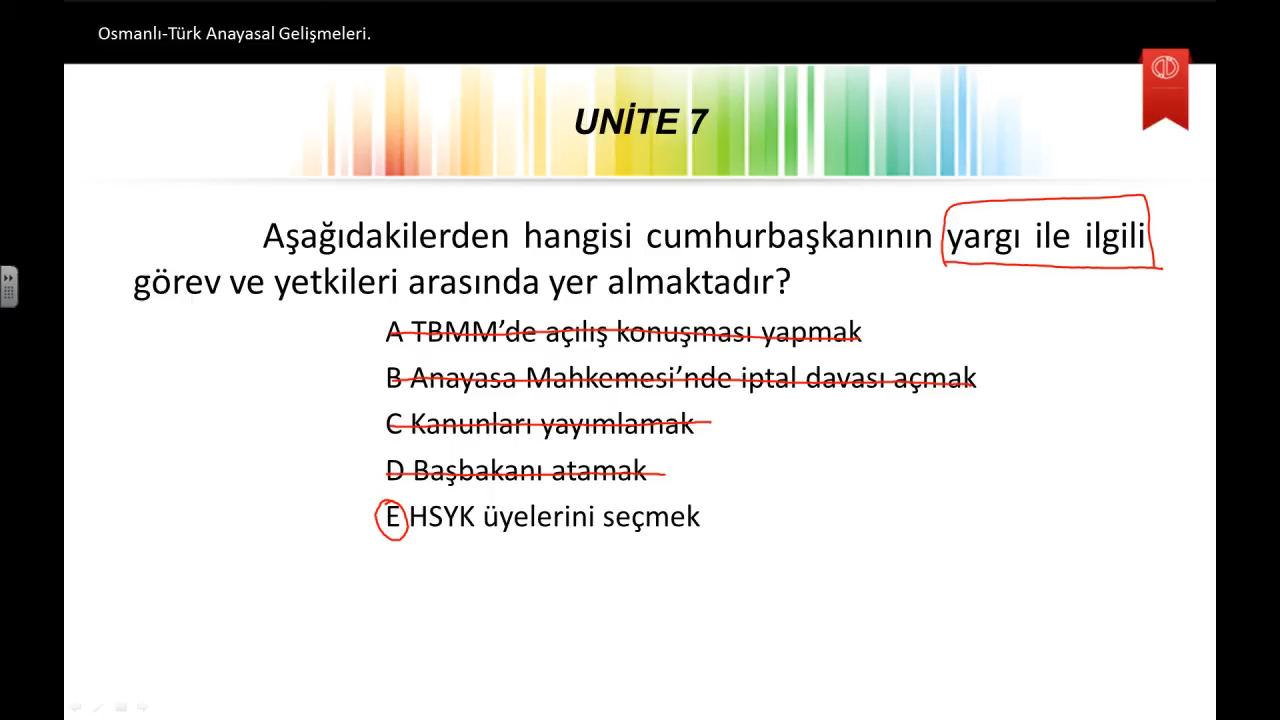 Osmanlı-Türk Anayasal Gelişmeleri.
UNİTE 7
Aşağıdakilerden hangisi cumhurbaşkanının yargı ile ilgili
görev ve yetkileri arasında yer almaktadır?
A TBMM’de açılış konuşması yapmak
B Anayasa Mahkemesi’nde iptal davası açmak
C Kanunları yayımlamak
D Başbakanı atamak
E HSYK üyelerini seçmek